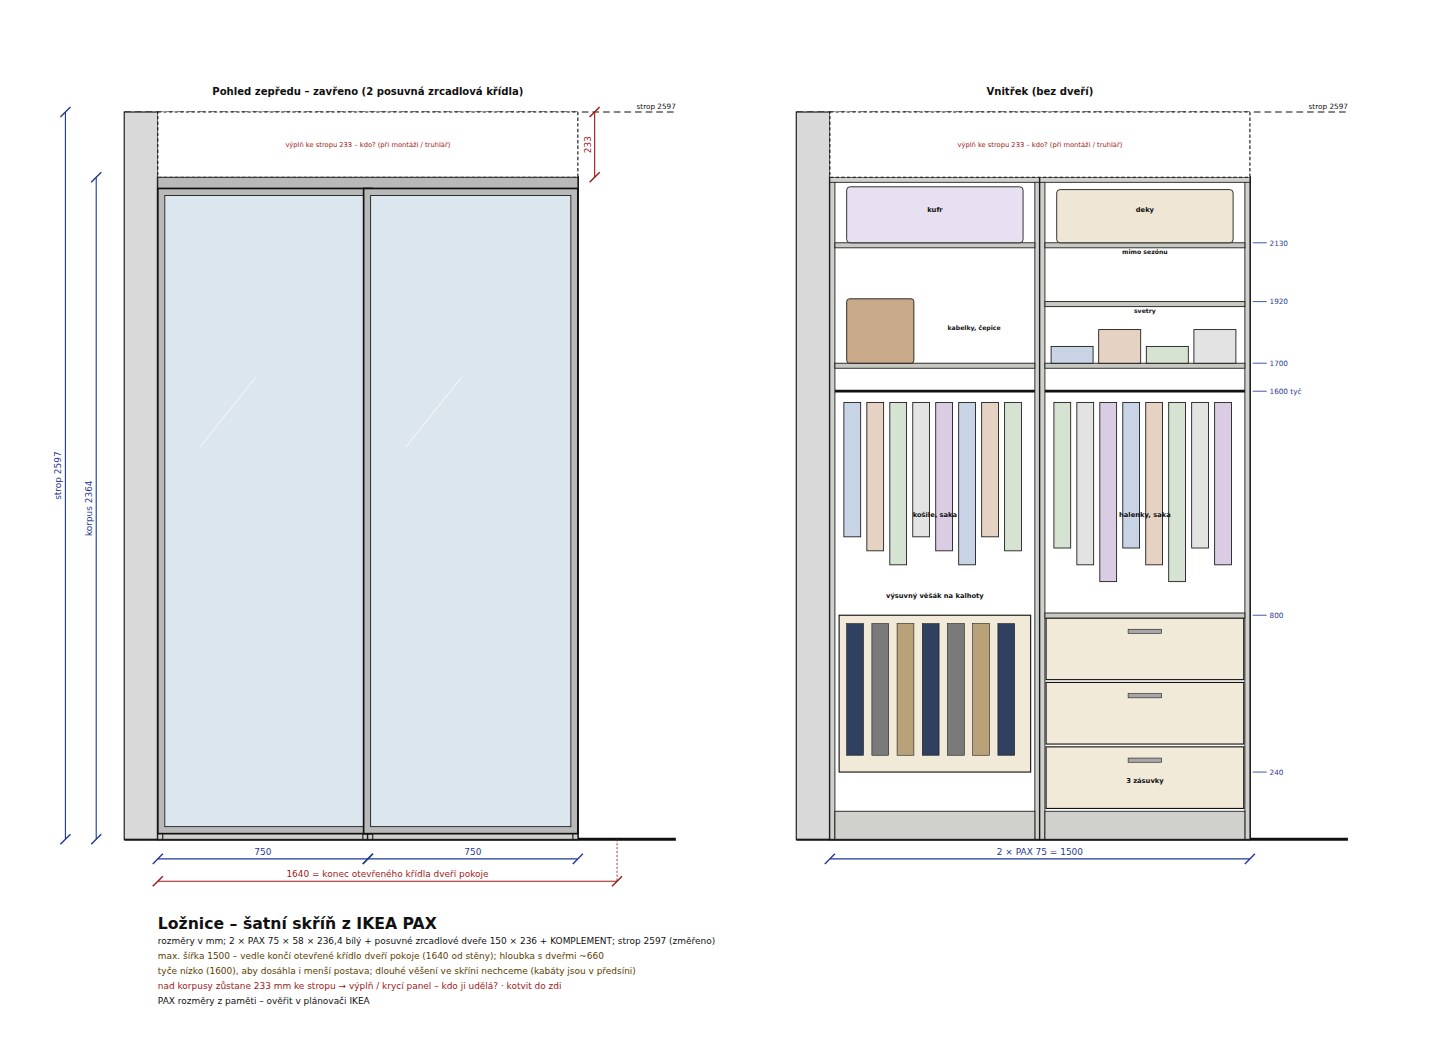 Pohled zepředu – zavřeno (2 posuvná zrcadlová křídla)
strop 2597
výplň ke stropu 233 – kdo? (při montáži / truhlář)
233
strop 2597
korpus 2364
750
750
1640 = konec otevřeného křídla dveří pokoje
Vnitřek (bez dveří)
strop 2597
výplň ke stropu 233 – kdo? (při montáži / truhlář)
kufr
deky
2130
mimo sezónu
1920
svetry
kabelky, čepice
1700
1600 tyč
košile, saka
halenky, saka
výsuvný věšák na kalhoty
800
240
3 zásuvky
2 × PAX 75 = 1500
Ložnice – šatní skříň z IKEA PAX
rozměry v mm; 2 × PAX 75 × 58 × 236,4 bílý + posuvné zrcadlové dveře 150 × 236 + KOMPLEMENT; strop 2597 (změřeno)
max. šířka 1500 – vedle končí otevřené křídlo dveří pokoje (1640 od stěny); hloubka s dveřmi ~660
tyče nízko (1600), aby dosáhla i menší postava; dlouhé věšení ve skříni nechceme (kabáty jsou v předsíni)
nad korpusy zůstane 233 mm ke stropu → výplň / krycí panel – kdo ji udělá? · kotvit do zdi
PAX rozměry z paměti – ověřit v plánovači IKEA